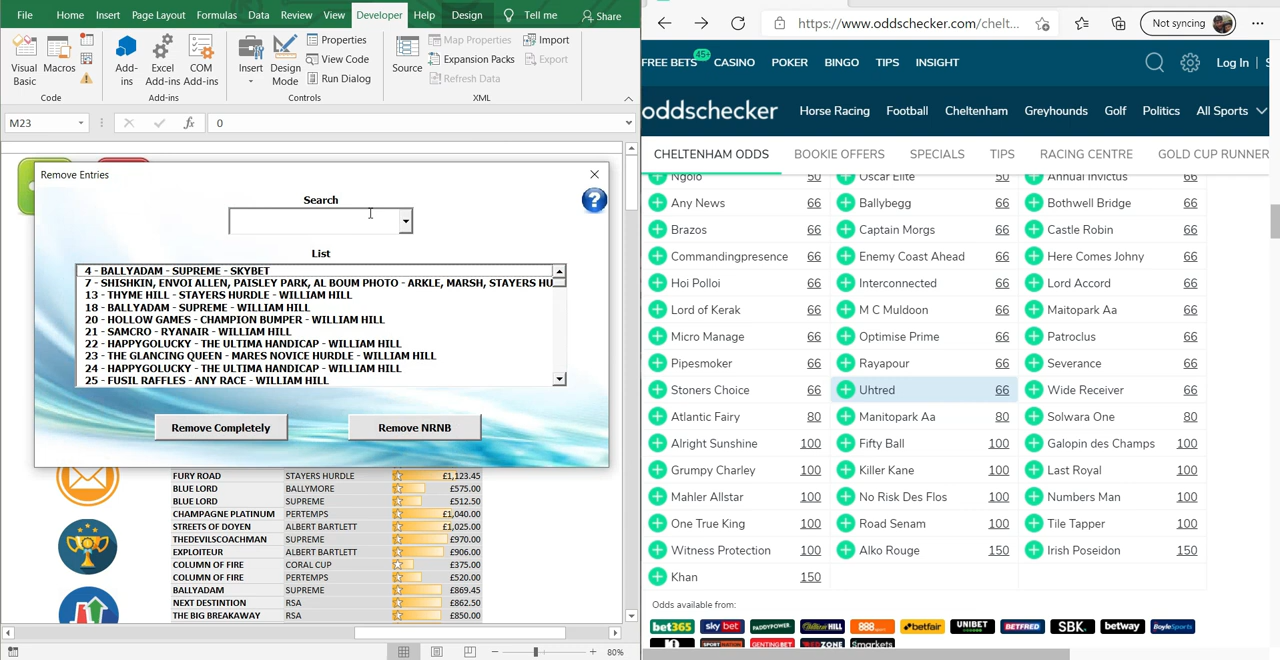 File Home Insert Page Layout Formulas Data Review View Developer Help Design Tell me Share
Visual Basic Macros Add-ins Excel Add-ins COM Add-ins Insert Design Mode Properties View Code Run Dialog Source Map Properties Expansion Packs Refresh Data Import Export
Code Add-ins Controls XML
M23 fx 0
Remove Entries
Search
List
4 - BALLYADAM - SUPREME - SKYBET
7 - SHISHKIN, ENVOI ALLEN, PAISLEY PARK, AL BOUM PHOTO - ARKLE, MARSH, STAYERS HU
13 - THYME HILL - STAYERS HURDLE - WILLIAM HILL
18 - BALLYADAM - SUPREME - WILLIAM HILL
20 - HOLLOW GAMES - CHAMPION BUMPER - WILLIAM HILL
21 - SAMCRO - RYANAIR - WILLIAM HILL
22 - HAPPYGOLUCKY - THE ULTIMA HANDICAP - WILLIAM HILL
23 - THE GLANCING QUEEN - MARES NOVICE HURDLE - WILLIAM HILL
24 - HAPPYGOLUCKY - THE ULTIMA HANDICAP - WILLIAM HILL
25 - FUSIL RAFFLES - ANY RACE - WILLIAM HILL
Remove Completely Remove NRNB
FURY ROAD STAYERS HURDLE £1,123.45
BLUE LORD BALLYMORE £575.00
BLUE LORD SUPREME £512.50
CHAMPAGNE PLATINUM PERTEMPS £1,040.00
STREETS OF DOYEN ALBERT BARTLETT £1,025.00
THEDEVILSCOACHMAN SUPREME £970.00
EXPLOITEUR ALBERT BARTLETT £906.00
COLUMN OF FIRE CORAL CUP £375.00
COLUMN OF FIRE PERTEMPS £520.00
BALLYADAM SUPREME £869.45
NEXT DESTINTION RSA £862.50
THE BIG BREAKAWAY RSA £850.00
80%
https://www.oddschecker.com/chelt... Not syncing
FREE BETS 45+ CASINO POKER BINGO TIPS INSIGHT Log In
oddschecker Horse Racing Football Cheltenham Greyhounds Golf Politics All Sports
CHELTENHAM ODDS BOOKIE OFFERS SPECIALS TIPS RACING CENTRE GOLD CUP RUNNER
Ngolo 50 Oscar Elite 50 Annual Invictus 66
Any News 66 Ballybegg 66 Bothwell Bridge 66
Brazos 66 Captain Morgs 66 Castle Robin 66
Commandingpresence 66 Enemy Coast Ahead 66 Here Comes Johny 66
Hoi Polloi 66 Interconnected 66 Lord Accord 66
Lord of Kerak 66 M C Muldoon 66 Maitopark Aa 66
Micro Manage 66 Optimise Prime 66 Patroclus 66
Pipesmoker 66 Rayapour 66 Severance 66
Stoners Choice 66 Uhtred 66 Wide Receiver 66
Atlantic Fairy 80 Manitopark Aa 80 Solwara One 80
Alright Sunshine 100 Fifty Ball 100 Galopin des Champs 100
Grumpy Charley 100 Killer Kane 100 Last Royal 100
Mahler Allstar 100 No Risk Des Flos 100 Numbers Man 100
One True King 100 Road Senam 100 Tile Tapper 100
Witness Protection 100 Alko Rouge 150 Irish Poseidon 150
Khan 150
Odds available from:
bet365 sky bet PADDYPOWER William HILL 888sport betfair UNIBET BETFRED SBK betway BoyleSports